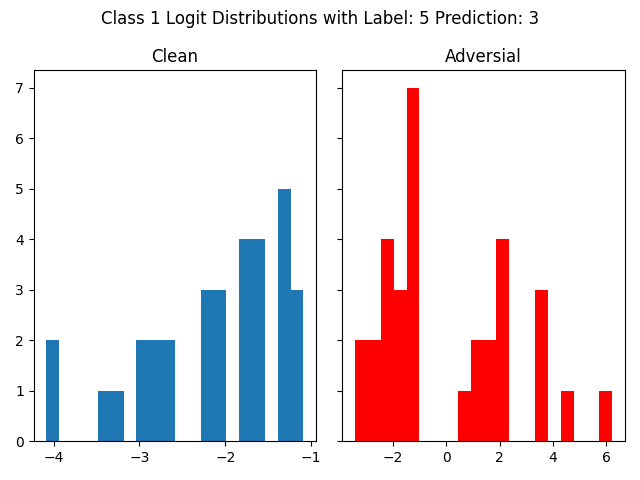 Class 1 Logit Distributions with Label: 5 Prediction: 3
Clean
Adversial
7
6
5
4
3
2
1
0
−4 −3 −2 −1
−2 0 2 4 6